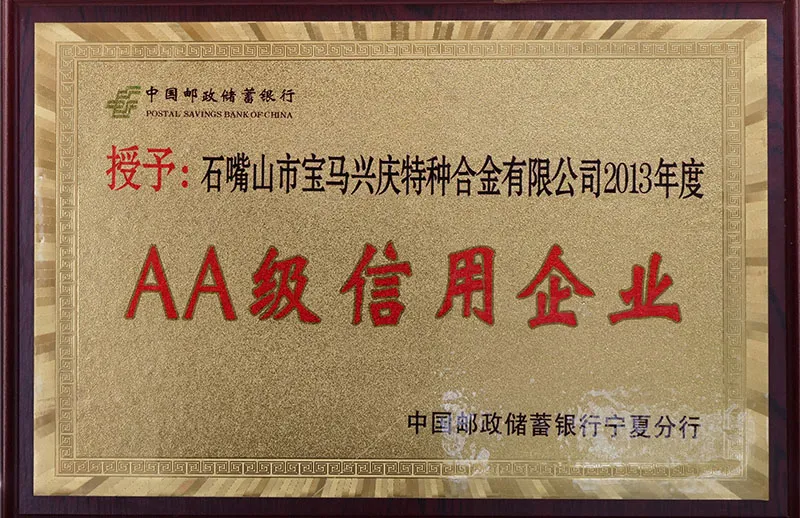 中国邮政储蓄银行
POSTAL SAVINGS BANK OF CHINA
授予：石嘴山市宝马兴庆特种合金有限公司2013年度
AA级信用企业
中国邮政储蓄银行宁夏分行